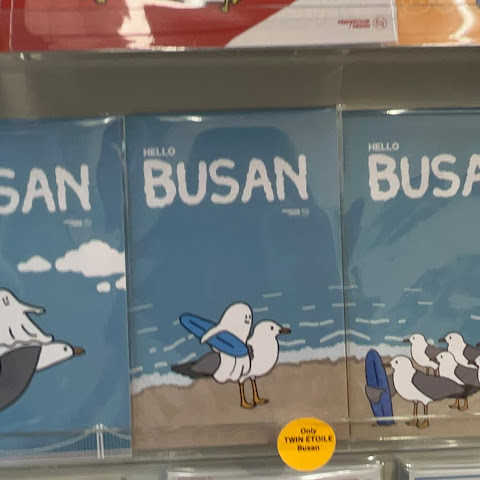 SAN
HELLO
BUSAN
HELLO
BUSA
Only
TWIN ETOILE
Busan